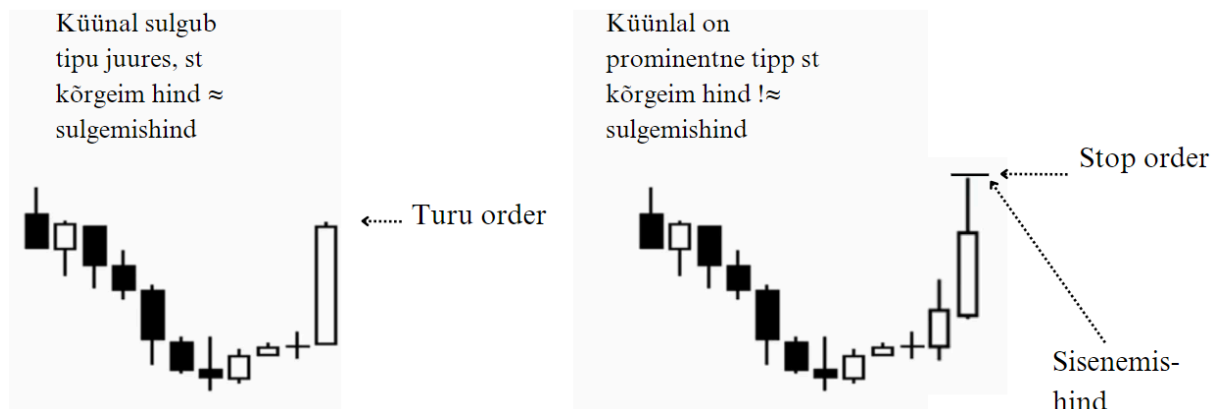 Küünal sulgub
tipu juures, st
kõrgeim hind ≈
sulgemishind
Turu order
Küünlal on
prominentne tipp st
kõrgeim hind !≈
sulgemishind
Stop order
Sisenemis-
hind